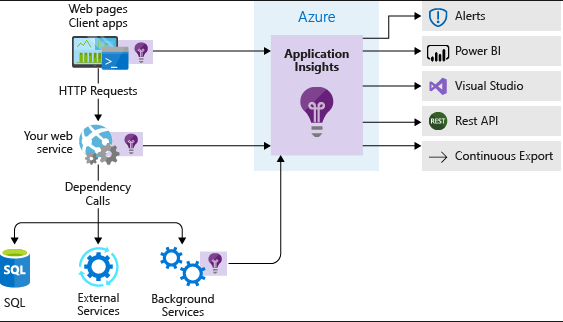 Web pages
Client apps
HTTP Requests
Your web
service
Dependency
Calls
SQL
SQL
External
Services
Background
Services
Azure
Application
Insights
Alerts
Power BI
Visual Studio
REST
Rest API
Continuous Export